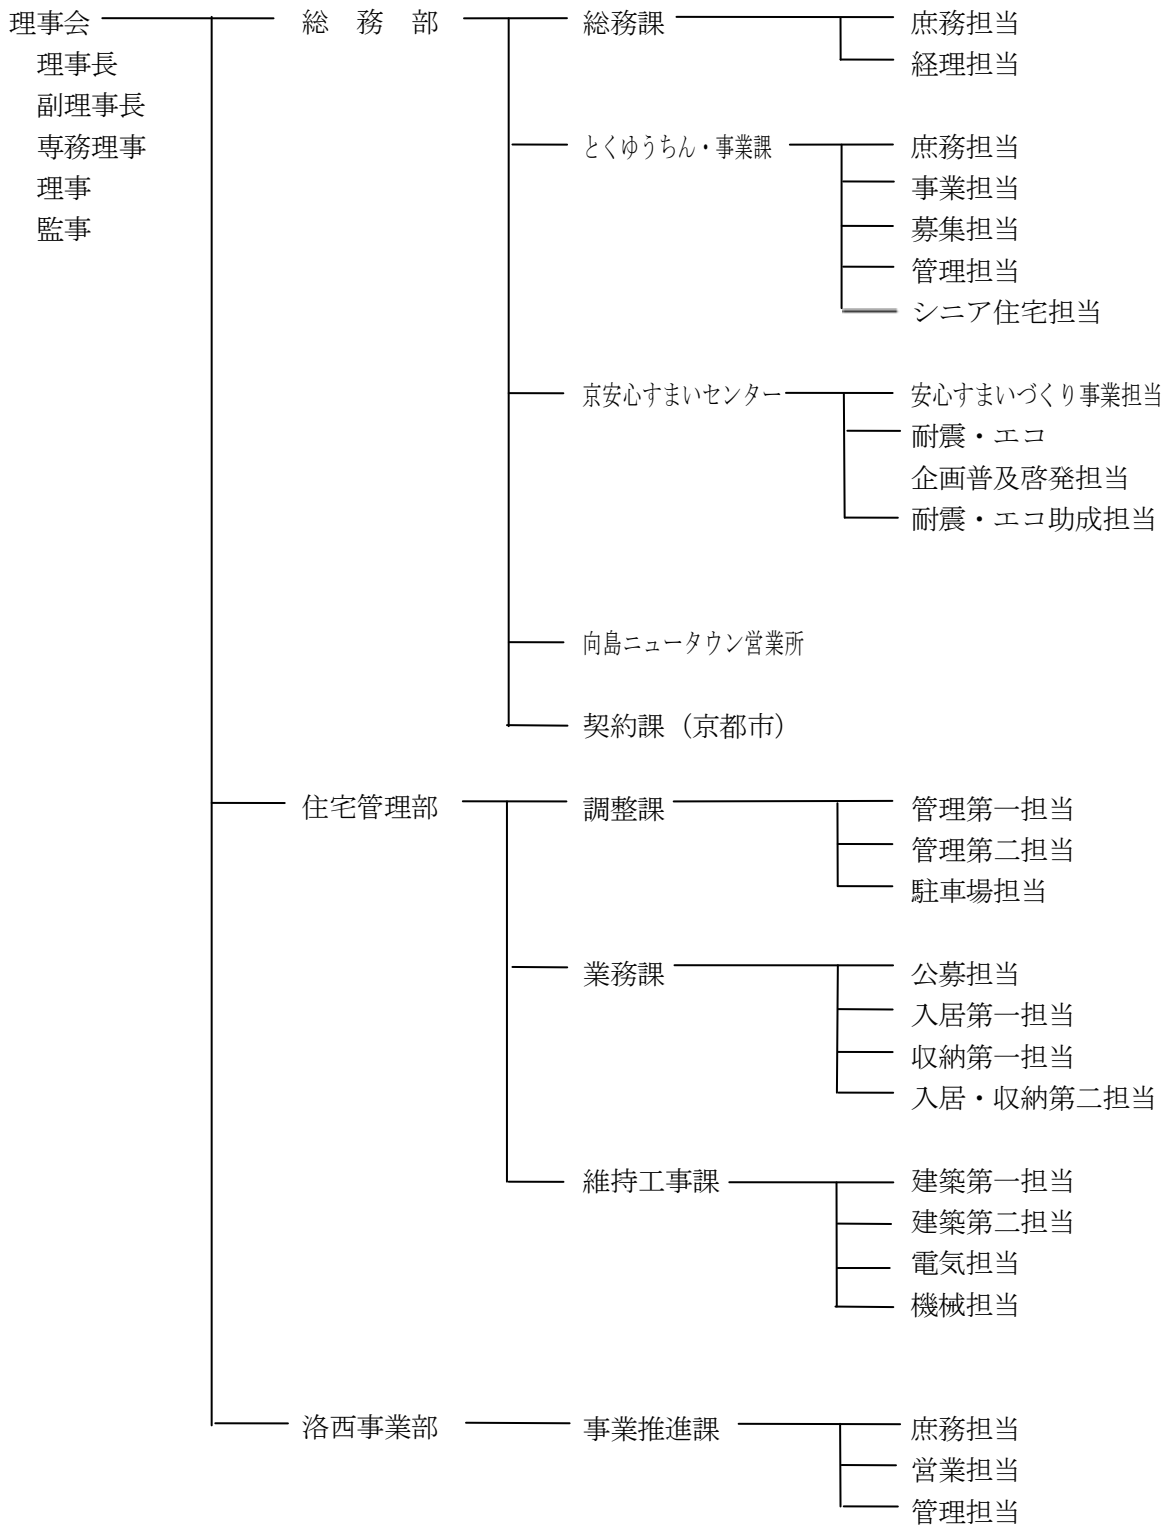 理事会
理事長
副理事長
専務理事
理事
監事
総務部
総務課
庶務担当
経理担当
とくゆうちん・事業課
庶務担当
事業担当
募集担当
管理担当
シニア住宅担当
京安心すまいセンター
安心すまいづくり事業担当
耐震・エコ
企画普及啓発担当
耐震・エコ助成担当
向島ニュータウン営業所
契約課（京都市）
住宅管理部
調整課
管理第一担当
管理第二担当
駐車場担当
業務課
公募担当
入居第一担当
収納第一担当
入居・収納第二担当
維持工事課
建築第一担当
建築第二担当
電気担当
機械担当
洛西事業部
事業推進課
庶務担当
営業担当
管理担当